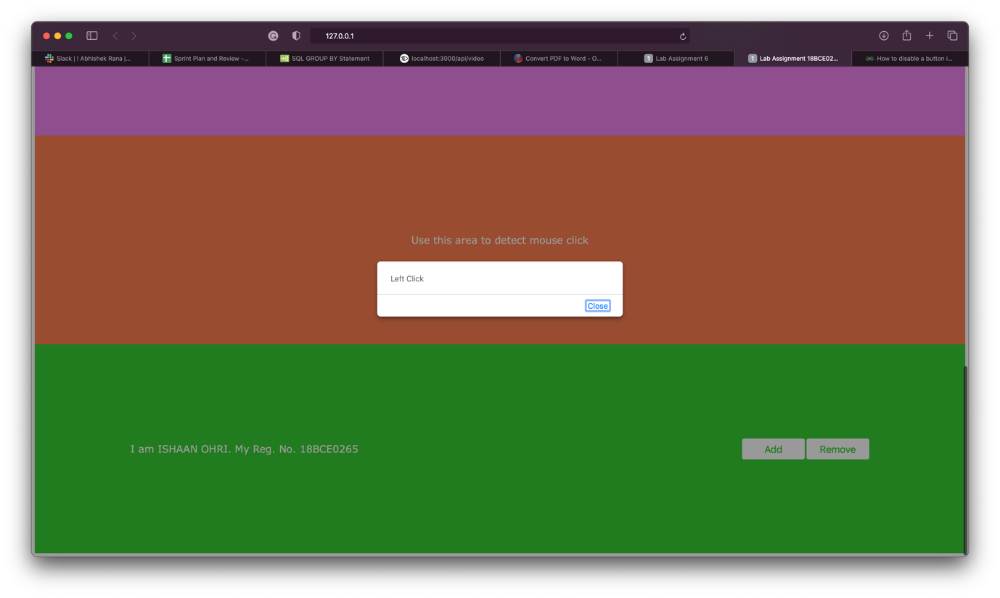 127.0.0.1
Slack | ! Abhishek Rana |...
Sprint Plan and Review -...
w3 SQL GROUP BY Statement
localhost:3000/api/video
Convert PDF to Word - O...
1 Lab Assignment 6
1 Lab Assignment 18BCE02...
How to disable a button i...
Use this area to detect mouse click
Left Click
Close
I am ISHAAN OHRI. My Reg. No. 18BCE0265
Add
Remove